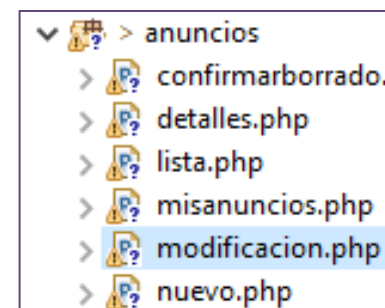 > anuncios
confirmarborrado.
detalles.php
lista.php
misanuncios.php
modificacion.php
nuevo.php